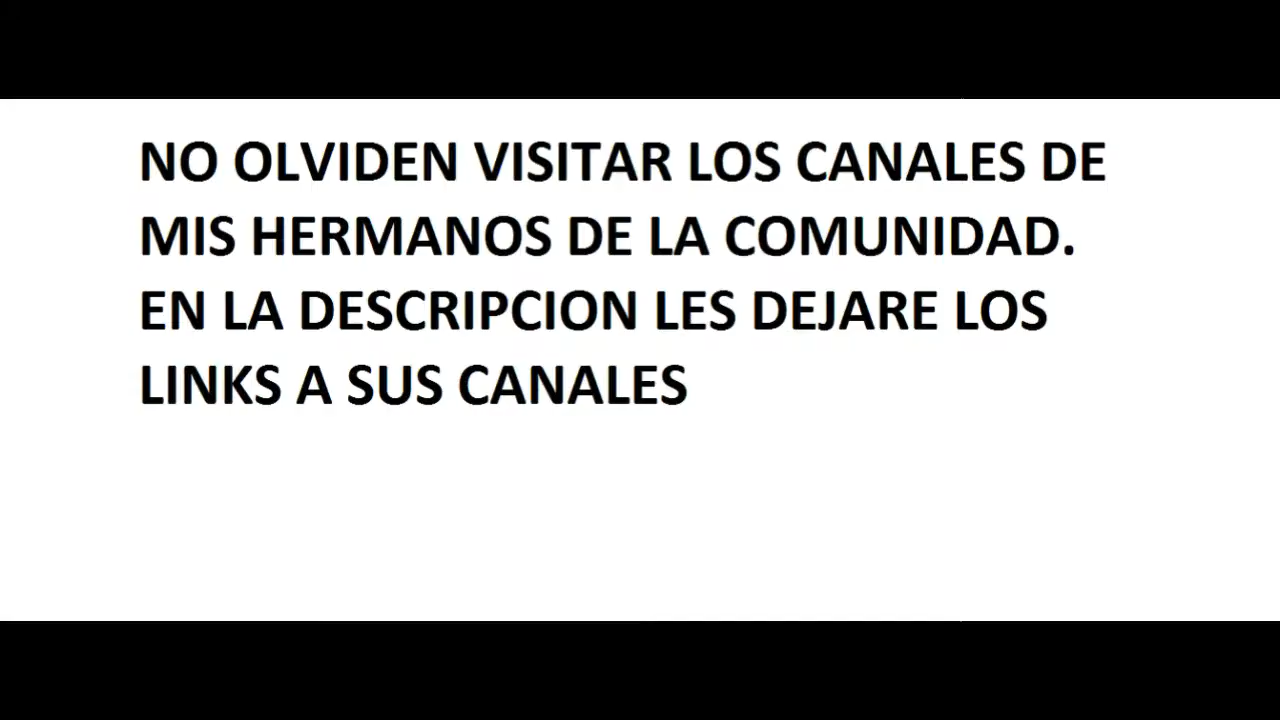 NO OLVIDEN VISITAR LOS CANALES DE
MIS HERMANOS DE LA COMUNIDAD.
EN LA DESCRIPCION LES DEJARE LOS
LINKS A SUS CANALES